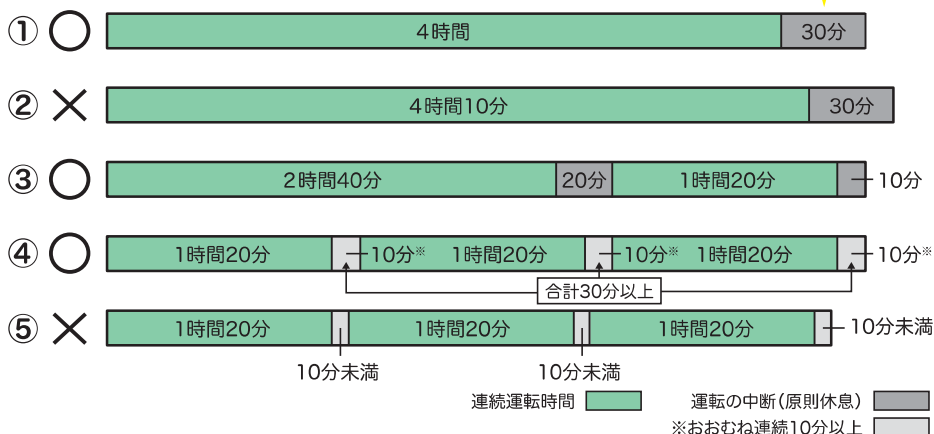 ① ○ 4時間 30分
② × 4時間10分 30分
③ ○ 2時間40分 20分 1時間20分 10分
④ ○ 1時間20分 10分※ 1時間20分 10分※ 1時間20分 10分※
合計30分以上
⑤ × 1時間20分 1時間20分 1時間20分 10分未満
10分未満 10分未満
連続運転時間 運転の中断(原則休息)
※おおむね連続10分以上